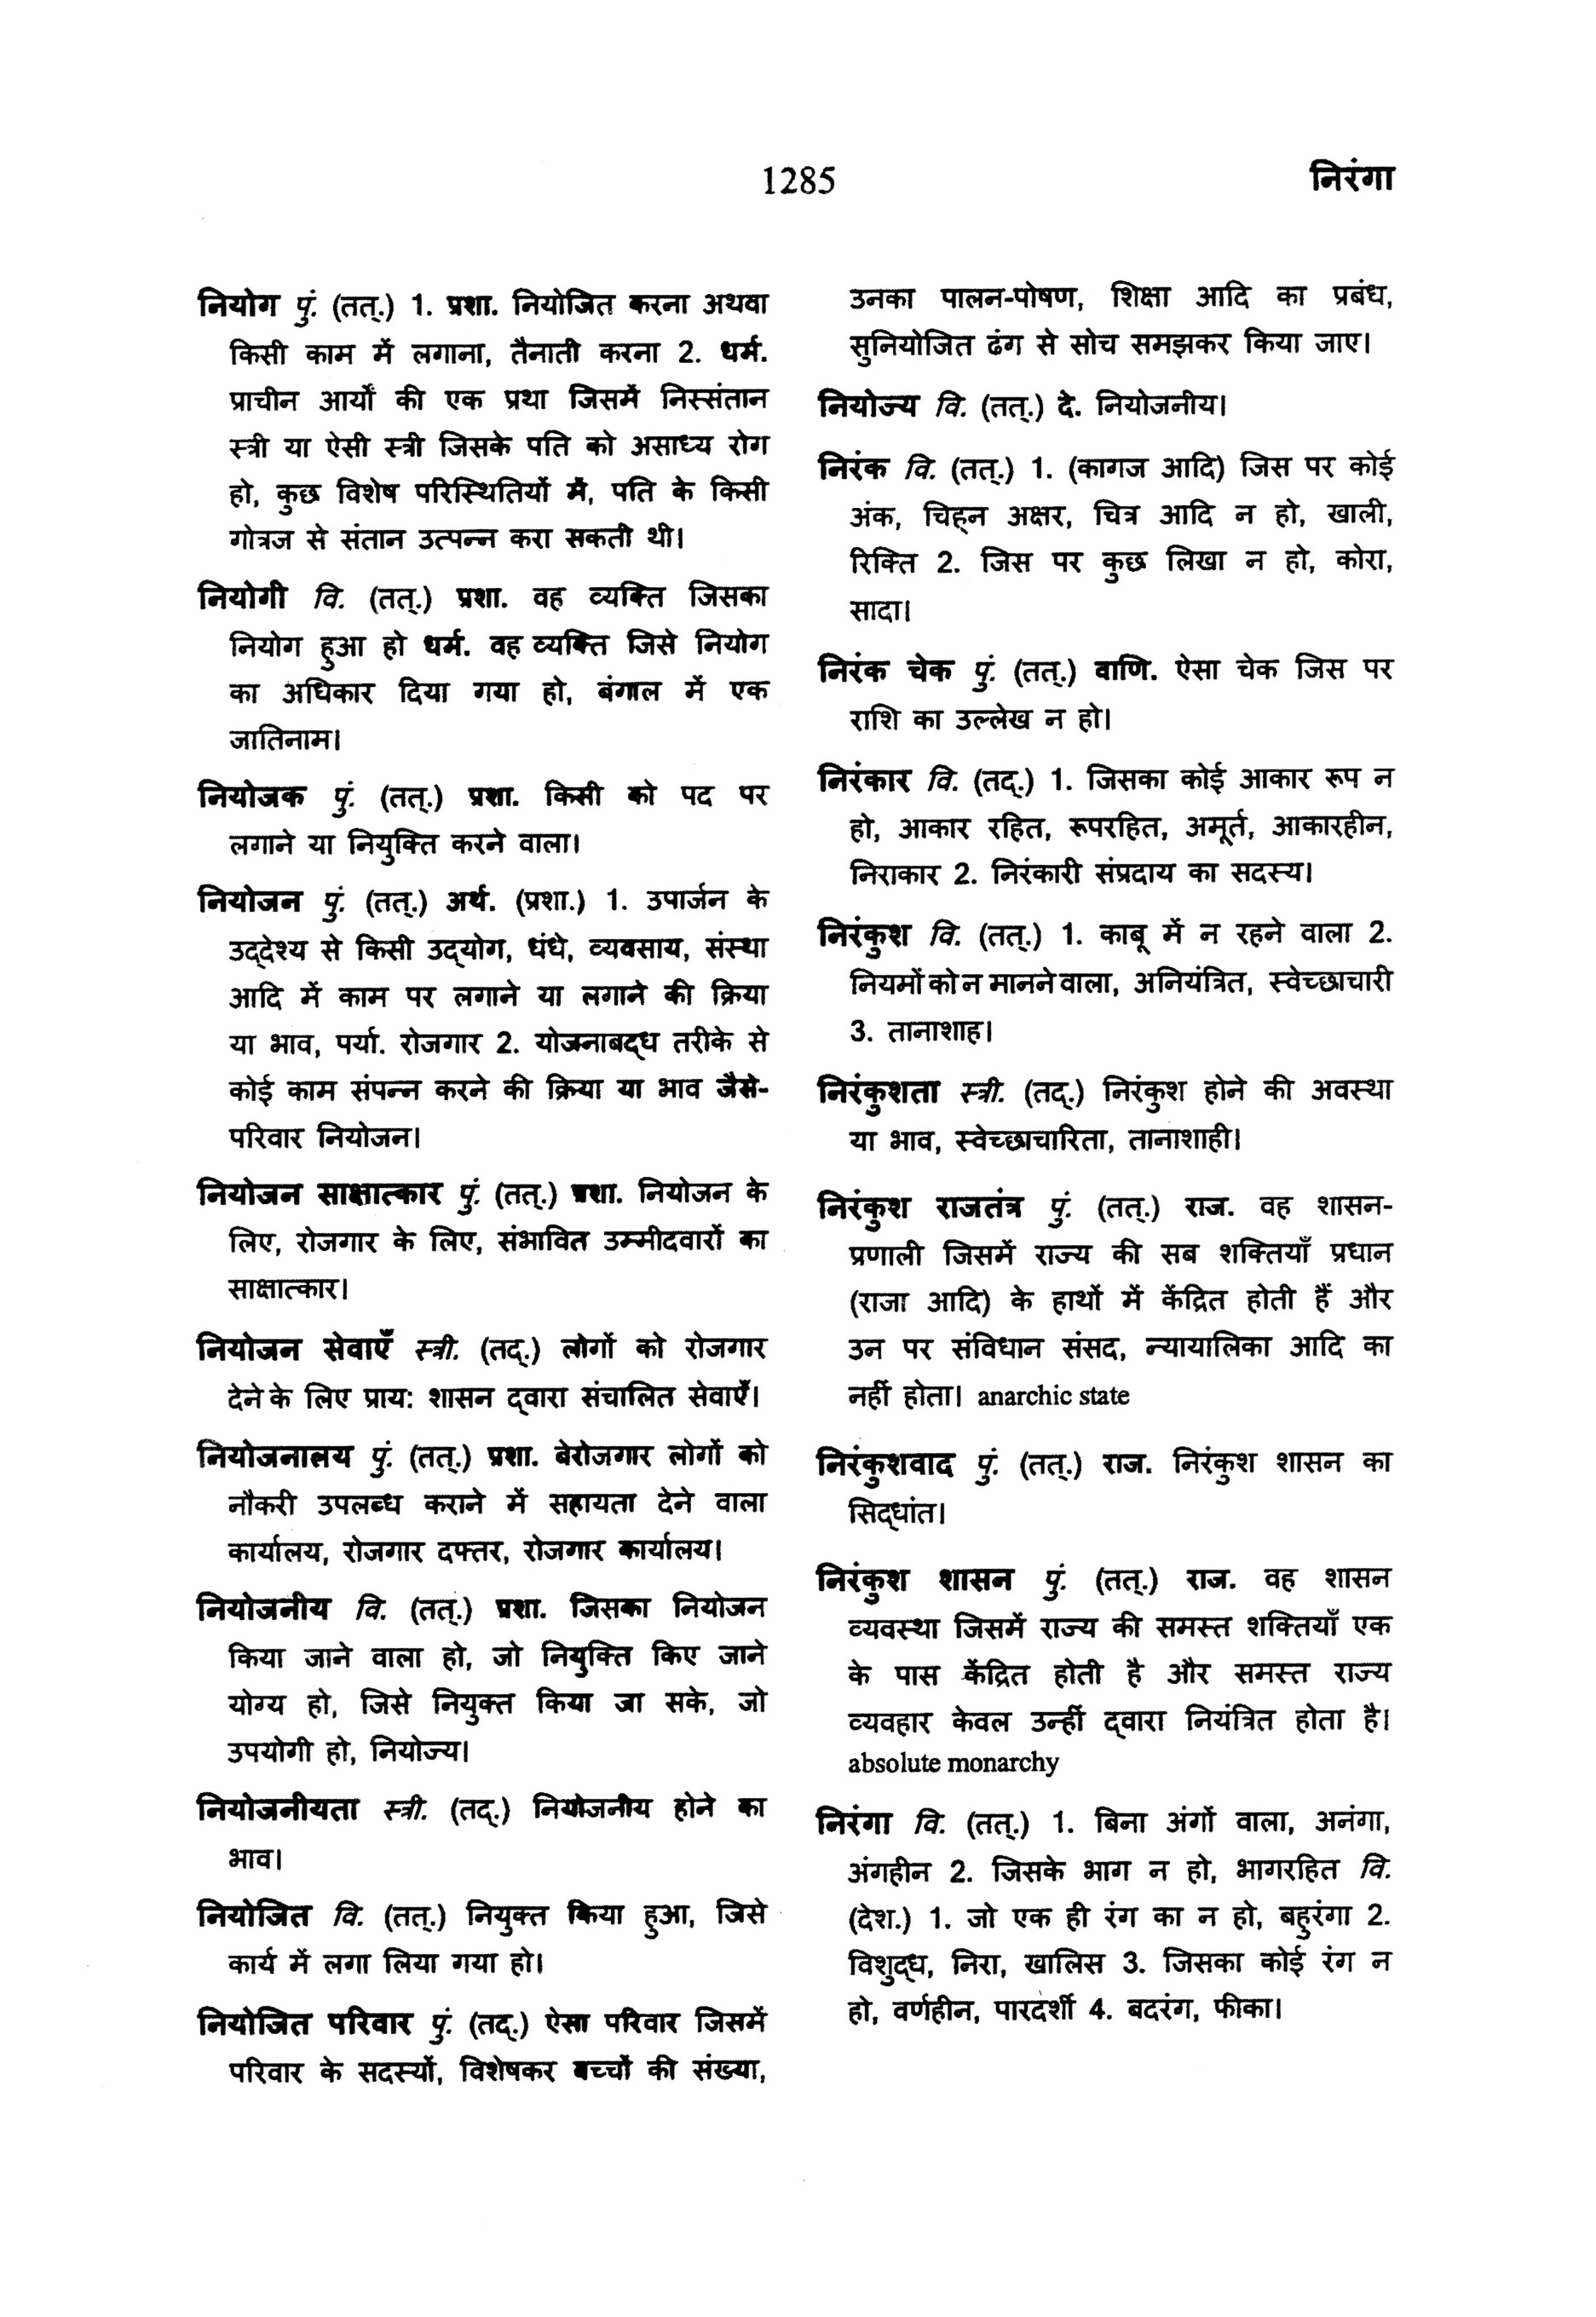 1285
निरंगा
नियोग पुं. (तत्.) 1. प्रशा. नियोजित करना अथवा
किसी काम में लगाना, तैनाती करना 2. धर्म.
प्राचीन आर्यों की एक प्रथा जिसमें निस्संतान
स्त्री या ऐसी स्त्री जिसके पति को असाध्य रोग
हो, कुछ विशेष परिस्थितियों में, पति के किसी
गोत्रज से संतान उत्पन्न करा सकती थी।
नियोगी वि. (तत्.) प्रशा. वह व्यक्ति जिसका
नियोग हुआ हो धर्म. वह व्यक्ति जिसे नियोग
का अधिकार दिया गया हो, बंगाल में एक
जातिनाम।
नियोजक पुं. (तत्.) प्रशा. किसी को पद पर
लगाने या नियुक्ति करने वाला।
नियोजन पुं. (तत्.) अर्थ. (प्रशा.) 1. उपार्जन के
उद्देश्य से किसी उद्योग, धंधे, व्यवसाय, संस्था
आदि में काम पर लगाने या लगाने की क्रिया
या भाव, पर्या. रोजगार 2. योजनाबद्ध तरीके से
कोई काम संपन्न करने की क्रिया या भाव जैसे-
परिवार नियोजन।
नियोजन साक्षात्कार पुं. (तत्.) प्रशा. नियोजन के
लिए, रोजगार के लिए, संभावित उम्मीदवारों का
साक्षात्कार।
नियोजन सेवाएँ स्त्री. (तद्.) लोगों को रोजगार
देने के लिए प्राय: शासन द्वारा संचालित सेवाएँ।
नियोजनालय पुं. (तत्.) प्रशा. बेरोजगार लोगों को
नौकरी उपलब्ध कराने में सहायता देने वाला
कार्यालय, रोजगार दफ्तर, रोजगार कार्यालय।
नियोजनीय वि. (तत्.) प्रशा. जिसका नियोजन
किया जाने वाला हो, जो नियुक्ति किए जाने
योग्य हो, जिसे नियुक्त किया जा सके, जो
उपयोगी हो, नियोज्य।
नियोजनीयता स्त्री. (तद्.) नियोजनीय होने का
भाव।
नियोजित वि. (तत्.) नियुक्त किया हुआ, जिसे
कार्य में लगा लिया गया हो।
नियोजित परिवार पुं. (तद्.) ऐसा परिवार जिसमें
परिवार के सदस्यों, विशेषकर बच्चों की संख्या,
उनका पालन-पोषण, शिक्षा आदि का प्रबंध,
सुनियोजित ढंग से सोच समझकर किया जाए।
नियोज्य वि. (तत्.) दे. नियोजनीय।
निरंक वि. (तत्.) 1. (कागज आदि) जिस पर कोई
अंक, चिह्न अक्षर, चित्र आदि न हो, खाली,
रिक्ति 2. जिस पर कुछ लिखा न हो, कोरा,
सादा।
निरंक चेक पुं. (तत्.) वाणि. ऐसा चेक जिस पर
राशि का उल्लेख न हो।
निरंकार वि. (तद्.) 1. जिसका कोई आकार रूप न
हो, आकार रहित, रूपरहित, अमूर्त, आकारहीन,
निराकार 2. निरंकारी संप्रदाय का सदस्य।
निरंकुश वि. (तत्.) 1. काबू में न रहने वाला 2.
नियमों को न मानने वाला, अनियंत्रित, स्वेच्छाचारी
3. तानाशाह।
निरंकुशता स्त्री. (तद्.) निरंकुश होने की अवस्था
या भाव, स्वेच्छाचारिता, तानाशाही।
निरंकुश राजतंत्र पुं. (तत्.) राज. वह शासन-
प्रणाली जिसमें राज्य की सब शक्तियाँ प्रधान
(राजा आदि) के हाथों में केंद्रित होती हैं और
उन पर संविधान संसद, न्यायालिका आदि का
नहीं होता। anarchic state
निरंकुशवाद पुं. (तत्.) राज. निरंकुश शासन का
सिद्धांत।
निरंकुश शासन पुं. (तत्.) राज. वह शासन
व्यवस्था जिसमें राज्य की समस्त शक्तियाँ एक
के पास केंद्रित होती है और समस्त राज्य
व्यवहार केवल उन्हीं द्वारा नियंत्रित होता है।
absolute monarchy
निरंगा वि. (तत्.) 1. बिना अंगों वाला, अनंगा,
अंगहीन 2. जिसके भाग न हो, भागरहित वि.
(देश.) 1. जो एक ही रंग का न हो, बहुरंगा 2.
विशुद्ध, निरा, खालिस 3. जिसका कोई रंग न
हो, वर्णहीन, पारदर्शी 4. बदरंग, फीका।